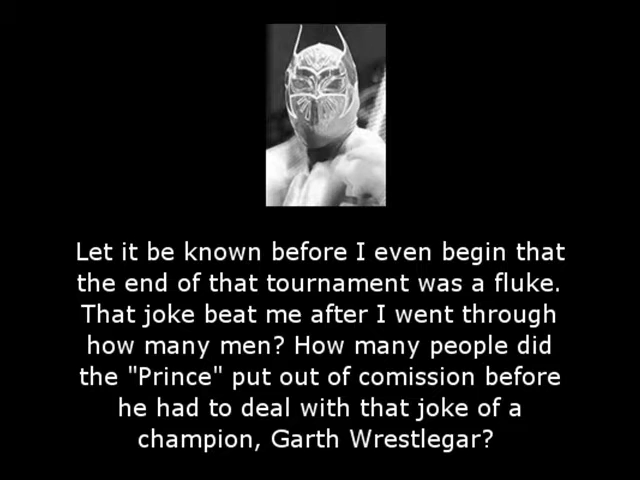 Let it be known before I even begin that
the end of that tournament was a fluke.
That joke beat me after I went through
how many men? How many people did
the "Prince" put out of comission before
he had to deal with that joke of a
champion, Garth Wrestlegar?